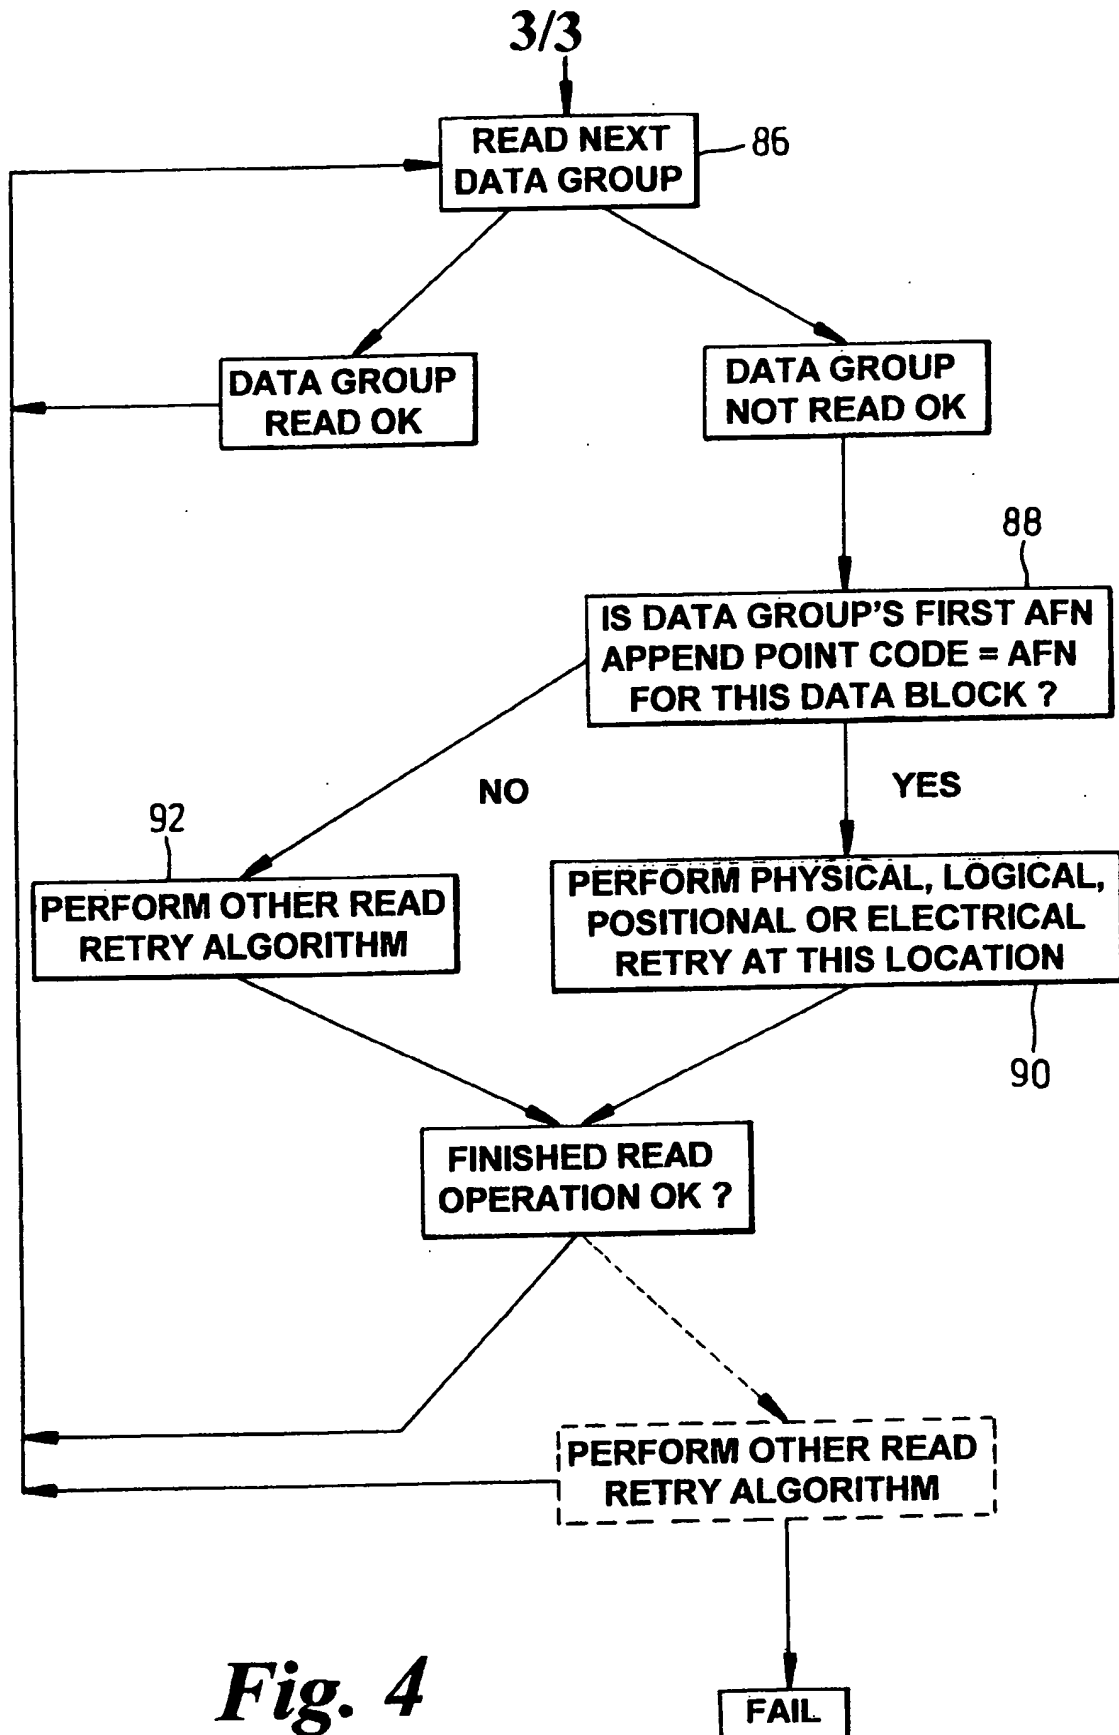 3/3
READ NEXT
DATA GROUP
86
DATA GROUP
READ OK
DATA GROUP
NOT READ OK
88
IS DATA GROUP'S FIRST AFN
APPEND POINT CODE = AFN
FOR THIS DATA BLOCK ?
NO
YES
92
PERFORM OTHER READ
RETRY ALGORITHM
PERFORM PHYSICAL, LOGICAL,
POSITIONAL OR ELECTRICAL
RETRY AT THIS LOCATION
90
FINISHED READ
OPERATION OK ?
PERFORM OTHER READ
RETRY ALGORITHM
Fig. 4
FAIL